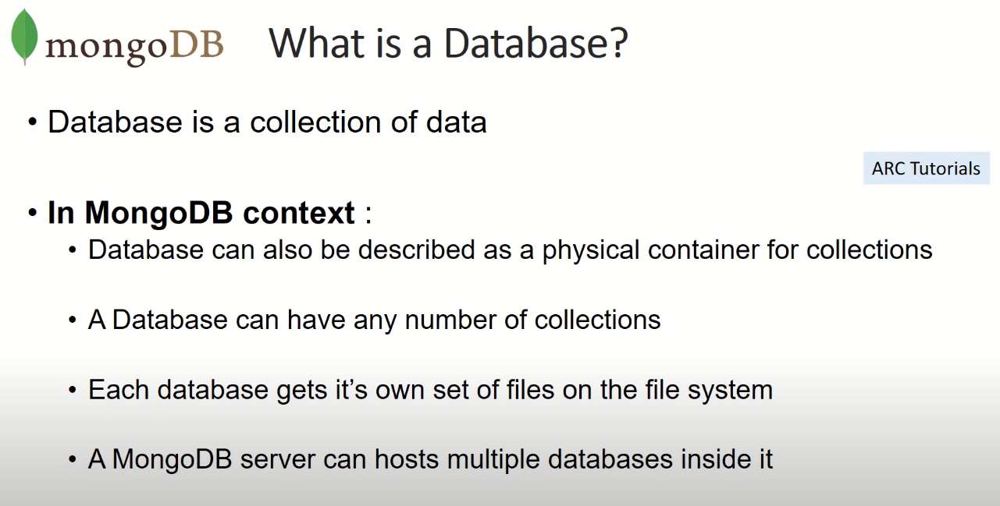 mongoDB What is a Database?
• Database is a collection of data
ARC Tutorials
• In MongoDB context :
• Database can also be described as a physical container for collections
• A Database can have any number of collections
• Each database gets it’s own set of files on the file system
• A MongoDB server can hosts multiple databases inside it